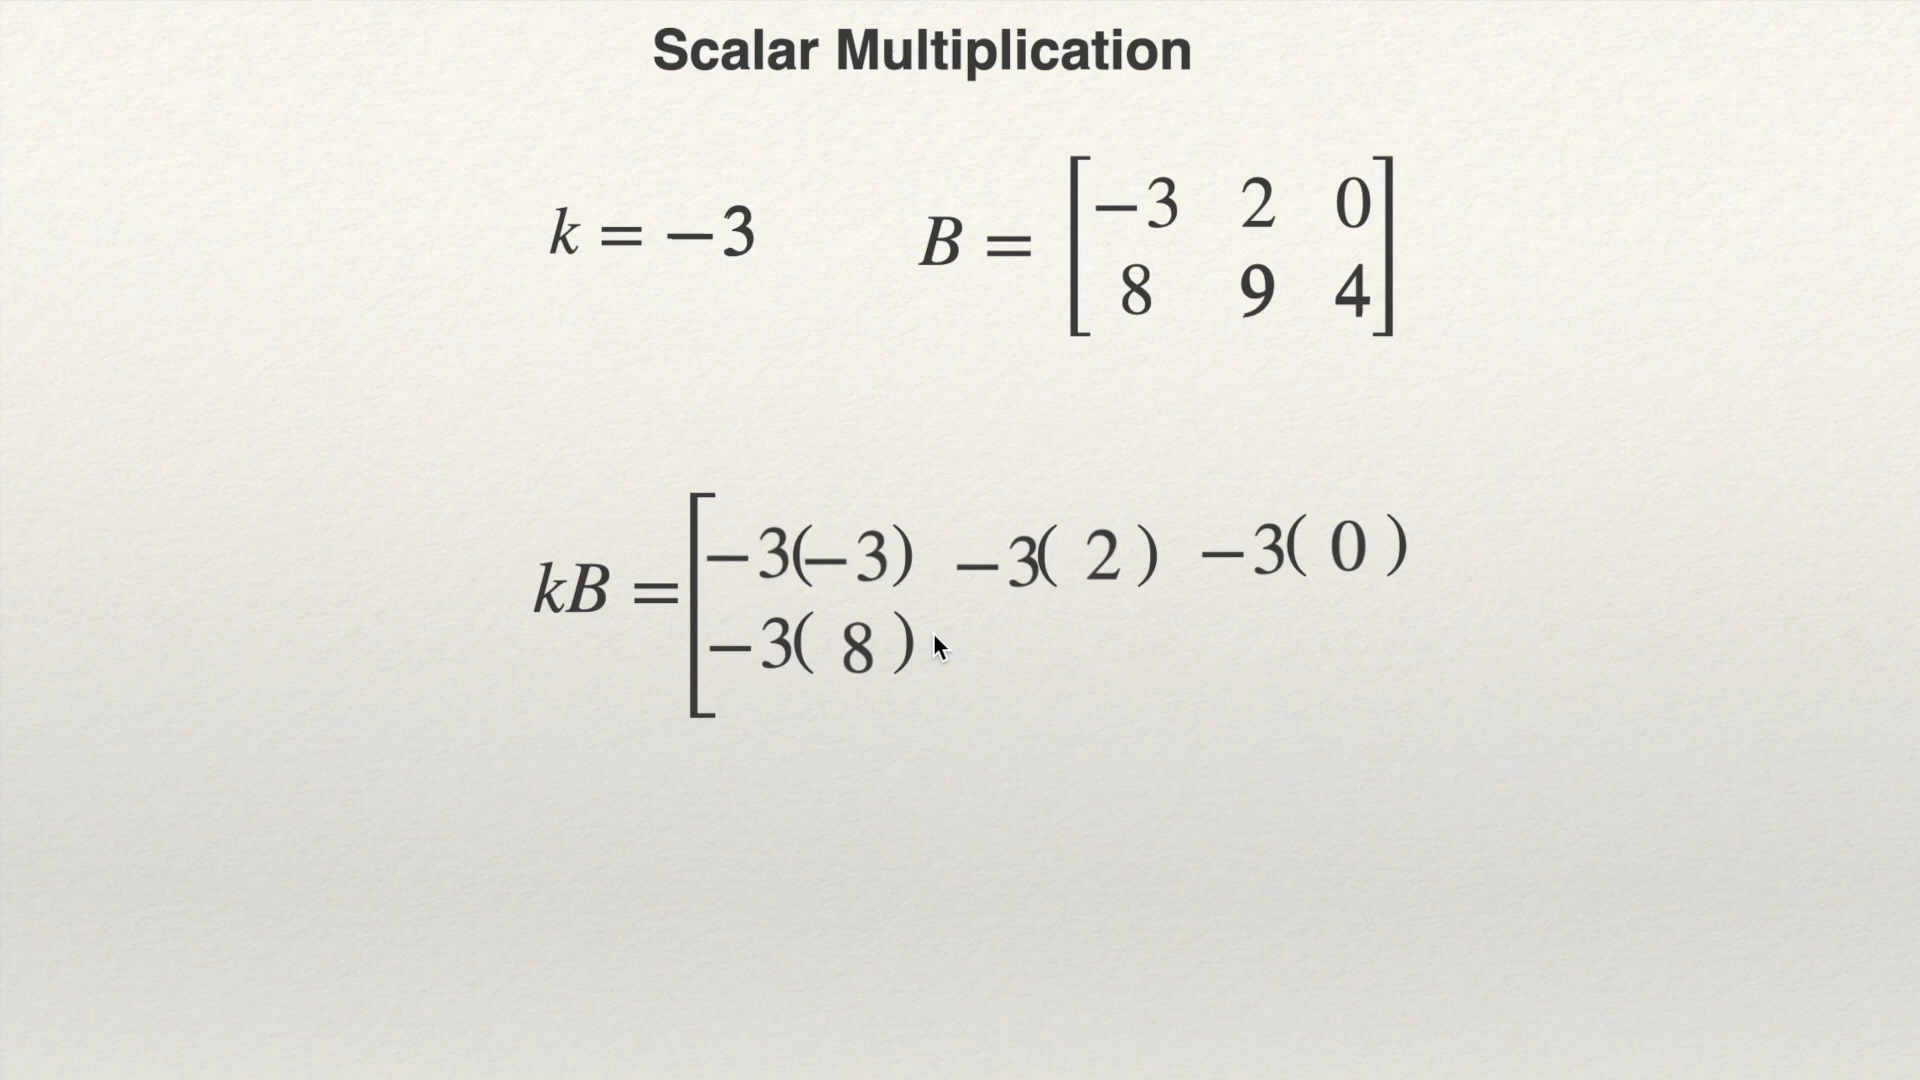 Scalar Multiplication
k = −3 B = [−3 2 0
8 9 4]
kB = [−3(−3) −3( 2 ) −3( 0 )
−3( 8 )